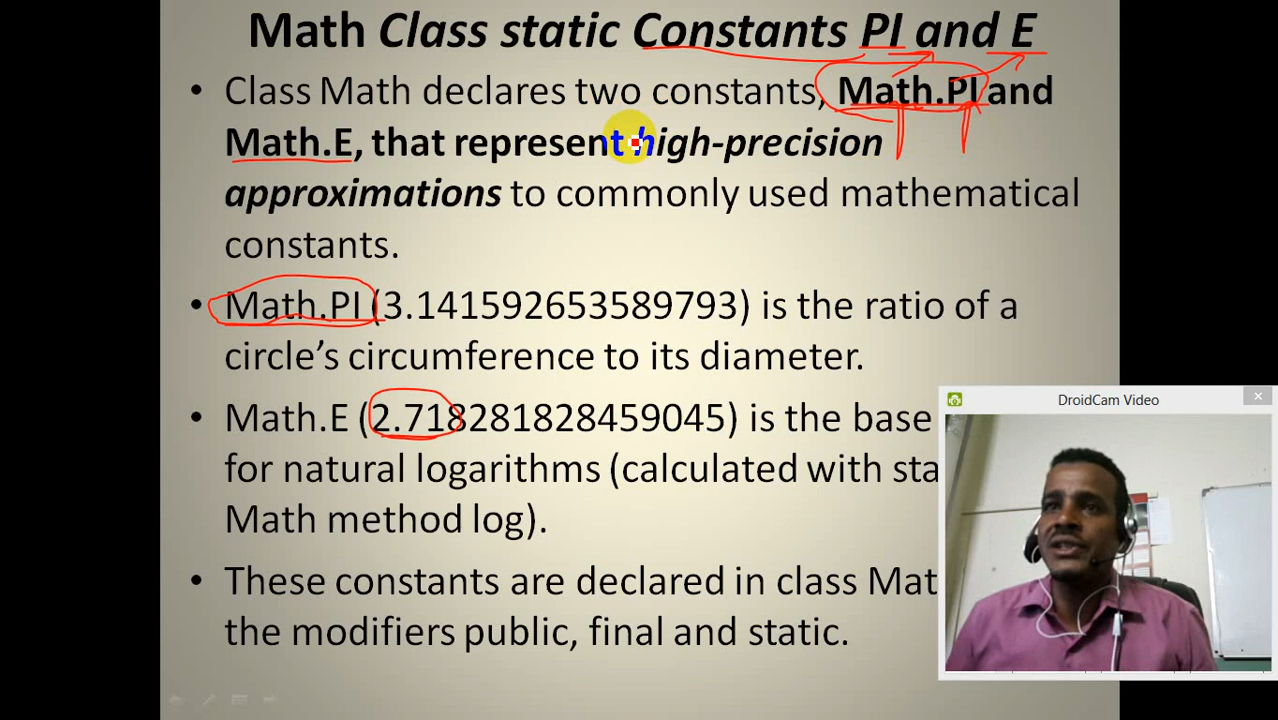 Math Class static Constants PI and E
• Class Math declares two constants, Math.PI and
Math.E, that represent high-precision
approximations to commonly used mathematical
constants.
• Math.PI (3.141592653589793) is the ratio of a
circle’s circumference to its diameter.
• Math.E (2.718281828459045) is the base
for natural logarithms (calculated with sta
Math method log).
• These constants are declared in class Mat
the modifiers public, final and static.
DroidCam Video